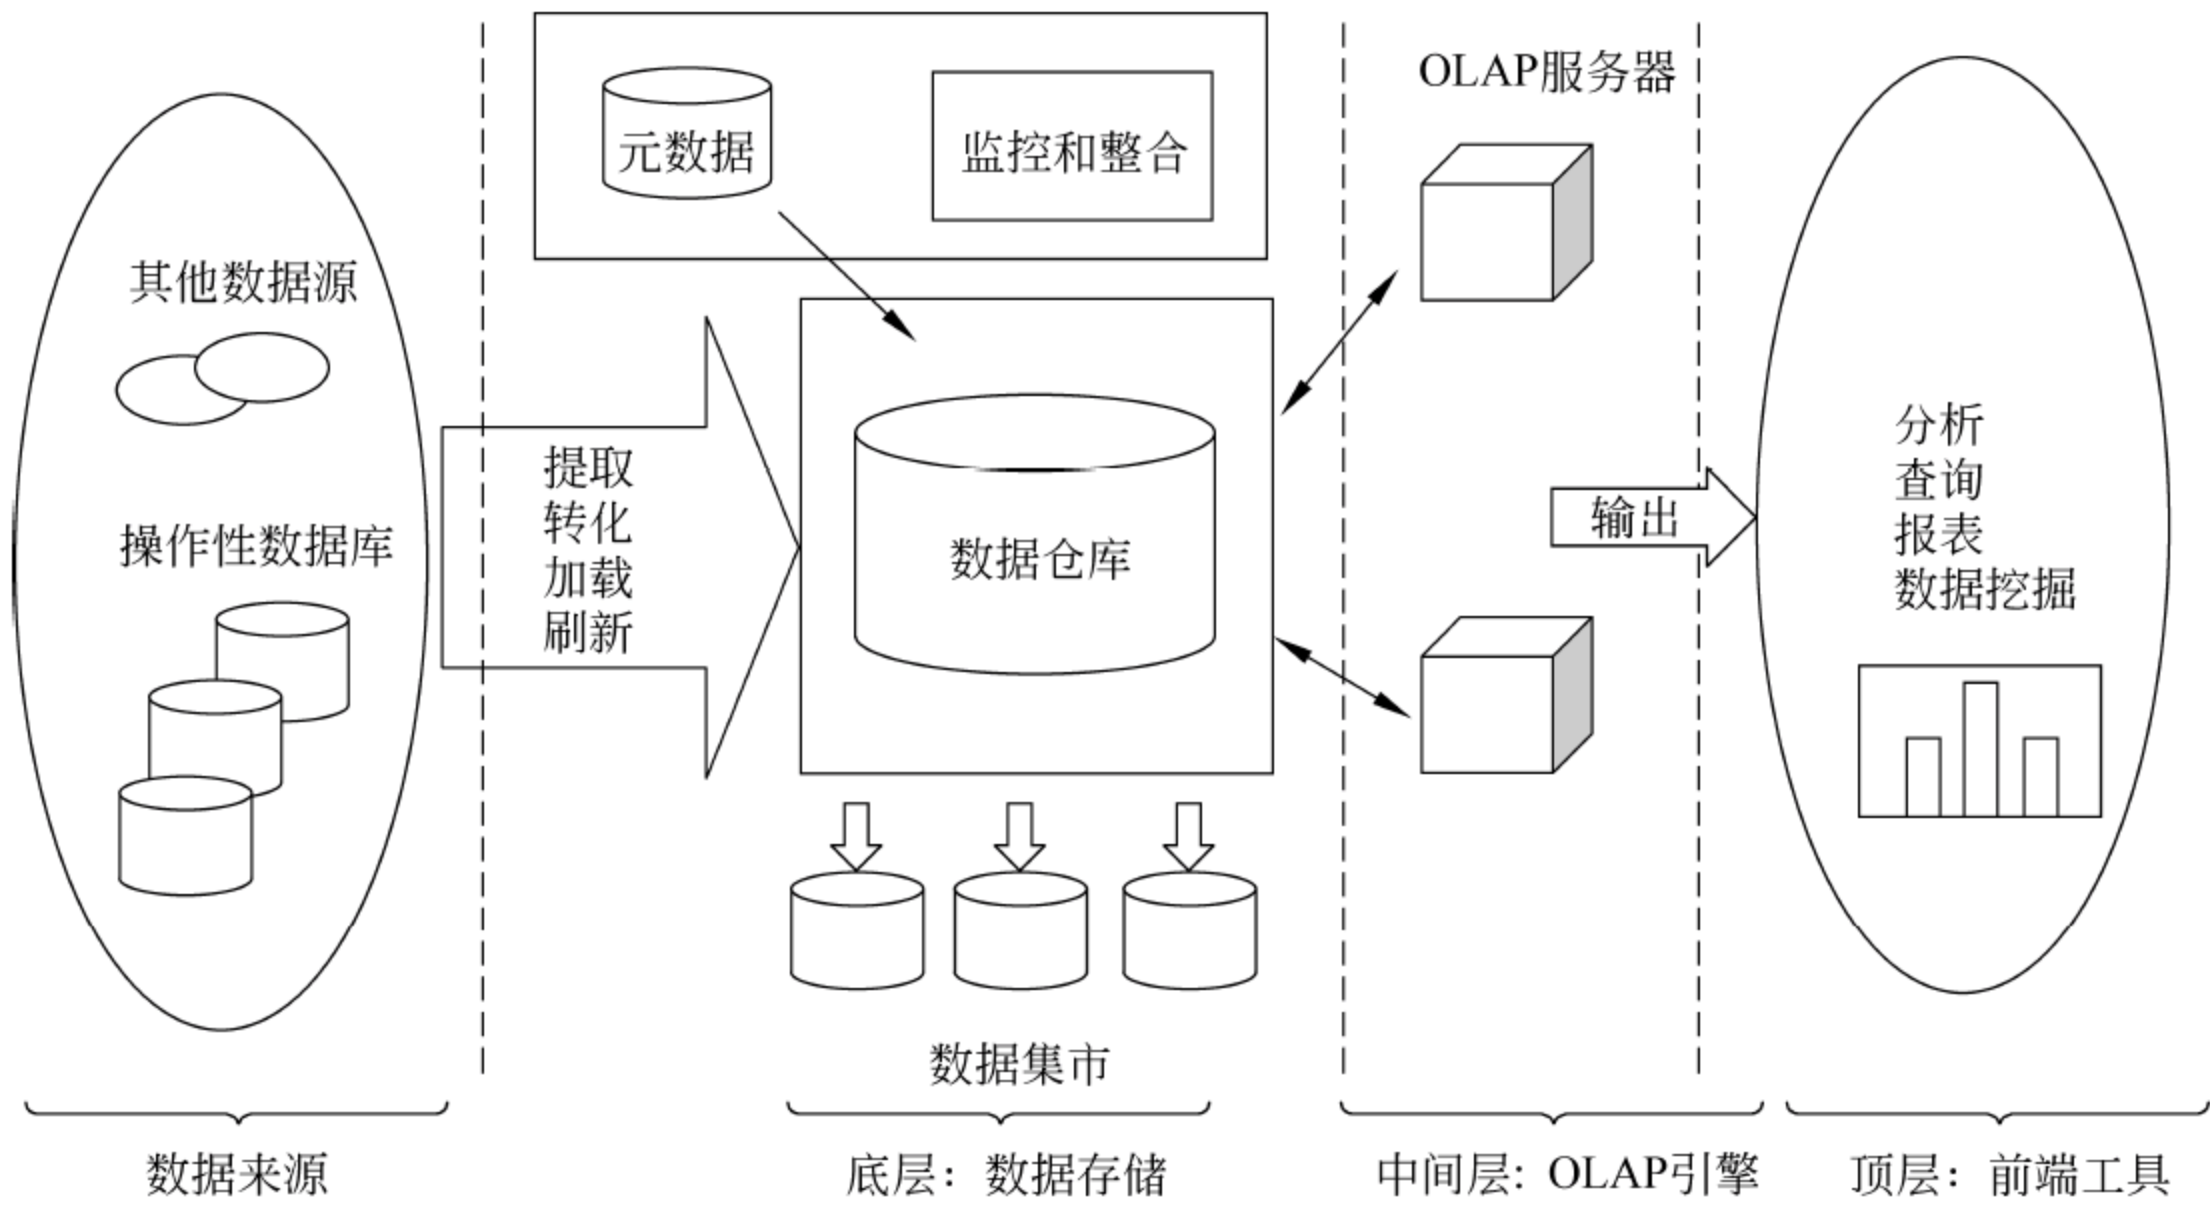 元数据
监控和整合
OLAP服务器
其他数据源
操作性数据库
提取
转化
加载
刷新
数据仓库
输出
分析
查询
报表
数据挖掘
数据集市
数据来源
底层：数据存储
中间层: OLAP引擎
顶层：前端工具